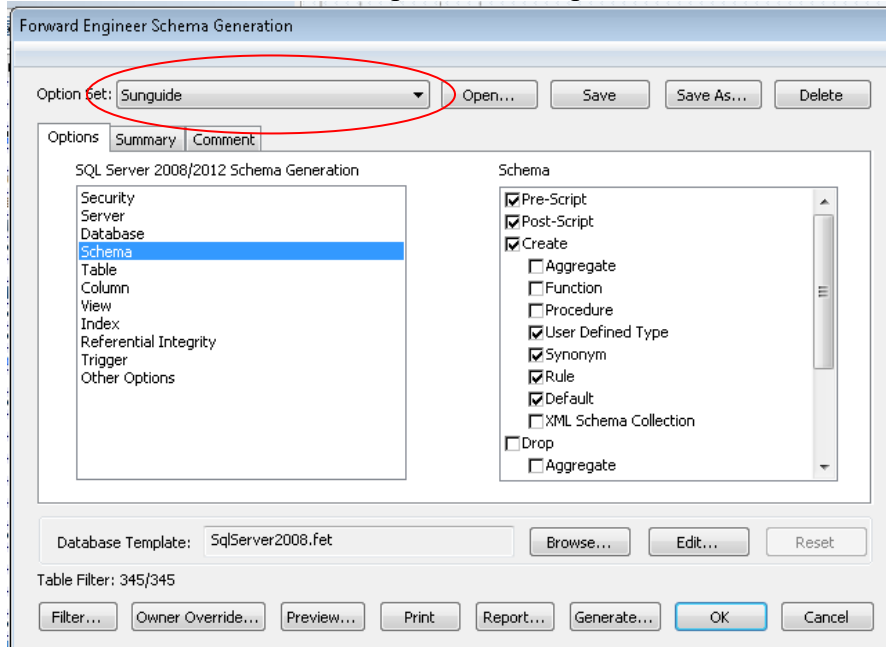 Forward Engineer Schema Generation
Option Set: Sunguide Open... Save Save As... Delete
Options Summary Comment
SQL Server 2008/2012 Schema Generation
Security
Server
Database
Schema
Table
Column
View
Index
Referential Integrity
Trigger
Other Options
Schema
Pre-Script
Post-Script
Create
Aggregate
Function
Procedure
User Defined Type
Synonym
Rule
Default
XML Schema Collection
Drop
Aggregate
Database Template: SqlServer2008.fet Browse... Edit... Reset
Table Filter: 345/345
Filter... Owner Override... Preview... Print Report... Generate... OK Cancel